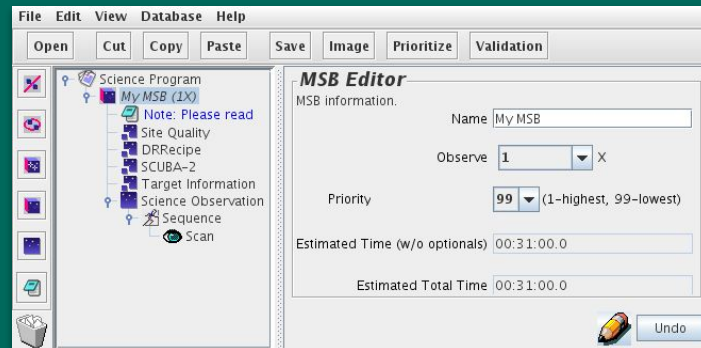 File Edit View Database Help
Open Cut Copy Paste Save Image Prioritize Validation
Science Program
My MSB (1X)
Note: Please read
Site Quality
DRRecipe
SCUBA-2
Target Information
Science Observation
Sequence
Scan
MSB Editor
MSB information.
Name My MSB
Observe 1 X
Priority 99 (1-highest, 99-lowest)
Estimated Time (w/o optionals) 00:31:00.0
Estimated Total Time 00:31:00.0
Undo